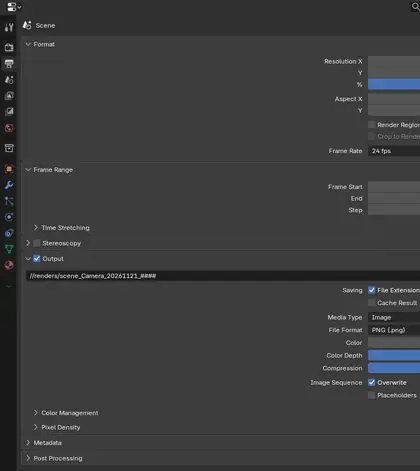 Scene
Format
Resolution X
Y
%
Aspect X
Y
Render Region
Crop to Render
Frame Rate 24 fps
Frame Range
Frame Start
End
Step
Time Stretching
Stereoscopy
Output
//renders/scene_Camera_20261121_####
Saving File Extension
Cache Result
Media Type Image
File Format PNG (.png)
Color
Color Depth
Compression
Image Sequence Overwrite
Placeholders
Color Management
Pixel Density
Metadata
Post Processing